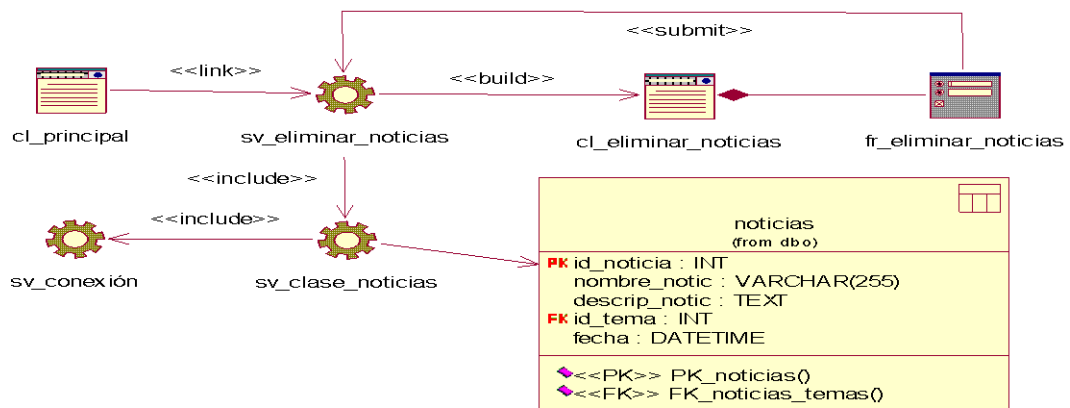 <<submit>>
<<link>>
<<build>>
cl_principal
sv_eliminar_noticias
cl_eliminar_noticias
fr_eliminar_noticias
<<include>>
<<include>>
sv_conexión
sv_clase_noticias
noticias
(from dbo)
PK id_noticia : INT
nombre_notic : VARCHAR(255)
descrip_notic : TEXT
FK id_tema : INT
fecha : DATETIME
<<PK>> PK_noticias()
<<FK>> FK_noticias_temas()